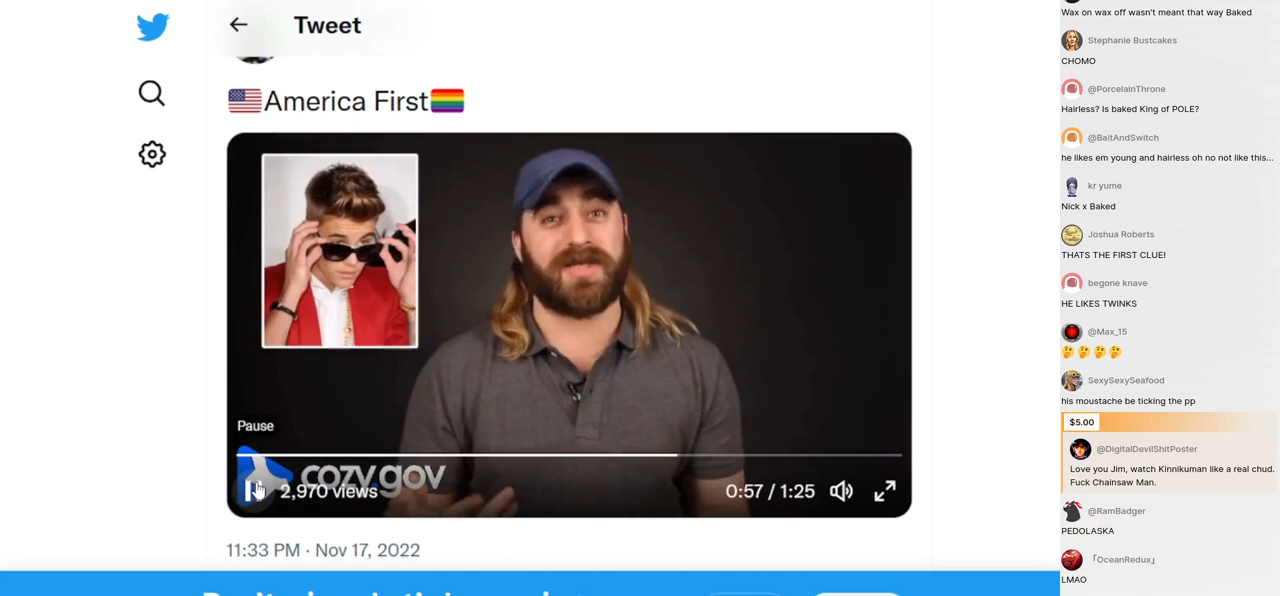 Tweet
🇺🇸America First🏳️‍🌈
Pause
cozy.gov
2,970 views
0:57 / 1:25
11:33 PM · Nov 17, 2022
Wax on wax off wasn't meant that way Baked
Stephanie Bustcakes
CHOMO
@PorcelainThrone
Hairless? Is baked King of POLE?
@BaitAndSwitch
he likes em young and hairless oh no not like this...
kr yume
Nick x Baked
Joshua Roberts
THATS THE FIRST CLUE!
begone knave
HE LIKES TWINKS
@Max_15
🤔🤔🤔🤔
SexySexySeafood
his moustache be ticking the pp
$5.00
@DigitalDevilShitPoster
Love you Jim, watch Kinnikuman like a real chud.
Fuck Chainsaw Man.
@RamBadger
PEDOLASKA
「OceanRedux」
LMAO